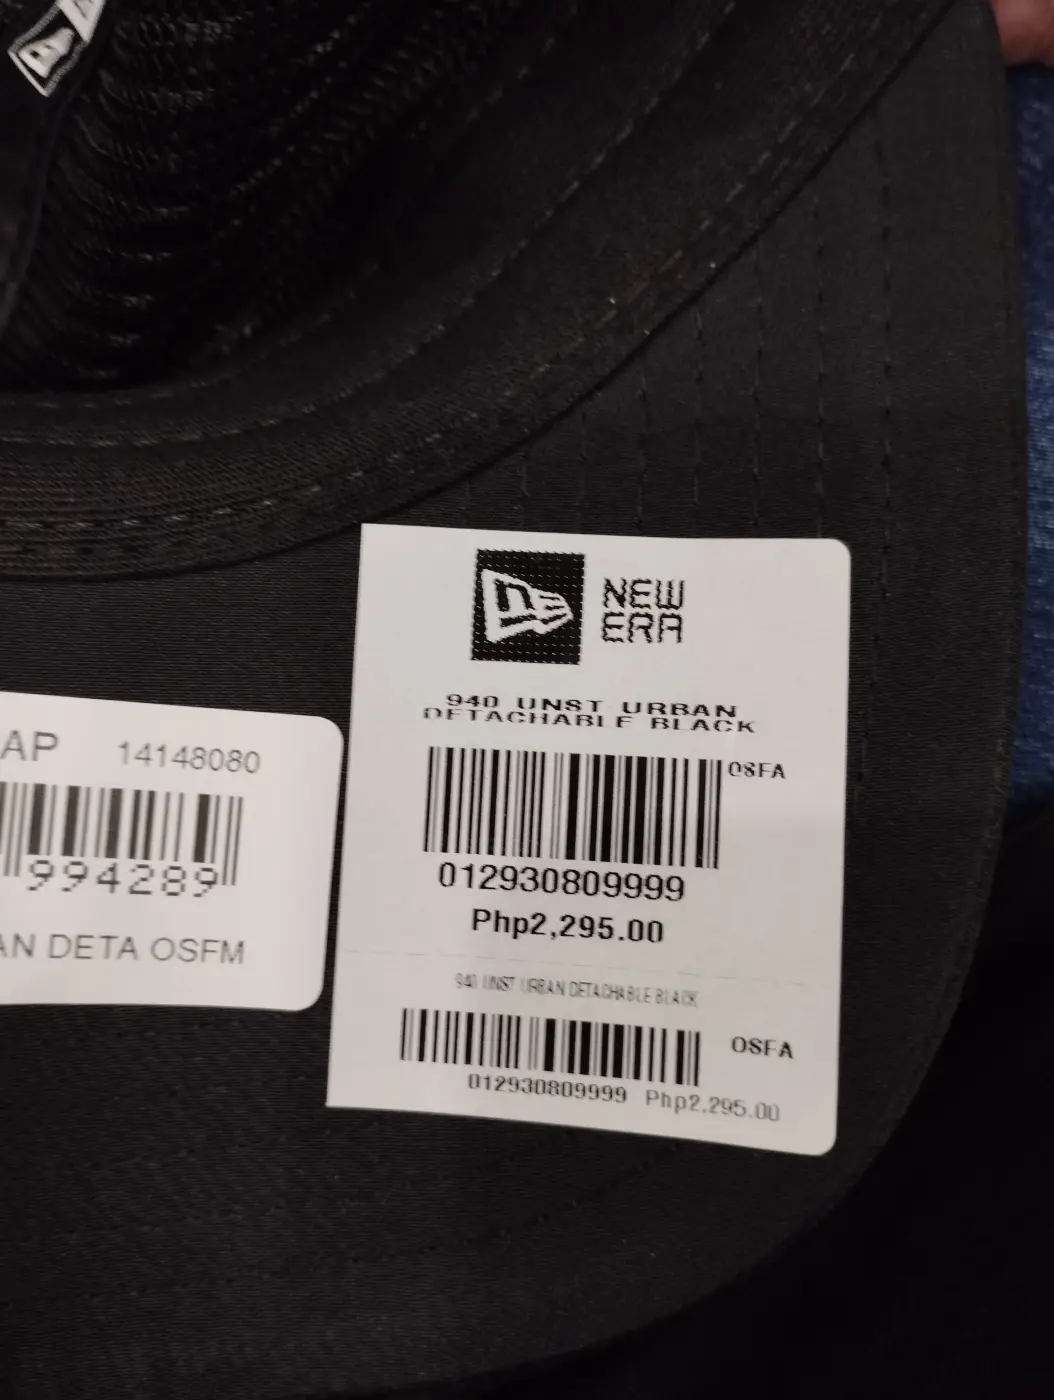 NEW
ERA
940 UNST URBAN
DETACHABLE BLACK
OSFA
012930809999
Php2,295.00
940 UNST URBAN DETACHABLE BLACK
OSFA
012930809999 Php2,295.00
AP 14148080
994289
AN DETA OSFM